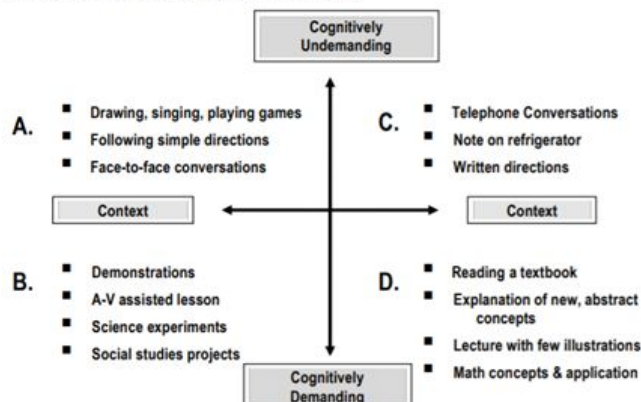 Cognitively
Undemanding
A.
■ Drawing, singing, playing games
■ Following simple directions
■ Face-to-face conversations
C.
■ Telephone Conversations
■ Note on refrigerator
■ Written directions
Context
Context
B.
■ Demonstrations
■ A-V assisted lesson
■ Science experiments
■ Social studies projects
D.
■ Reading a textbook
■ Explanation of new, abstract
concepts
■ Lecture with few illustrations
■ Math concepts & application
Cognitively
Demanding